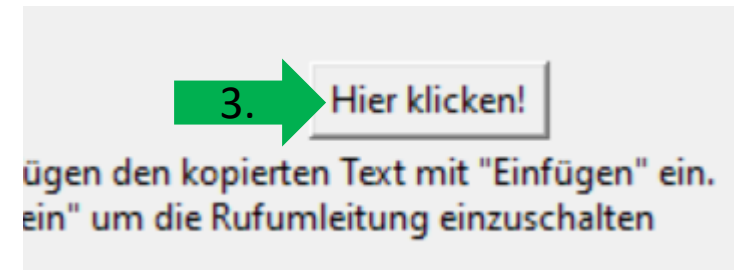 3. Hier klicken!
ügen den kopierten Text mit "Einfügen" ein.
ein" um die Rufumleitung einzuschalten